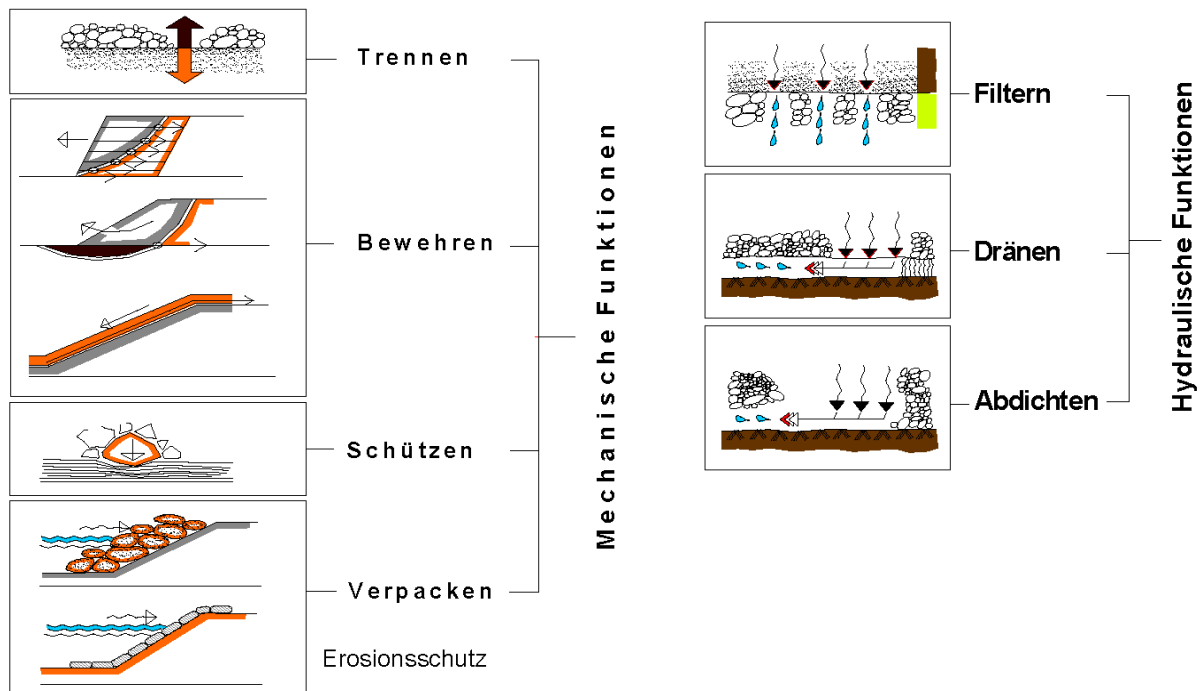 Trennen
Bewehren
Schützen
Verpacken
Erosionsschutz
Mechanische Funktionen
Filtern
Dränen
Abdichten
Hydraulische Funktionen